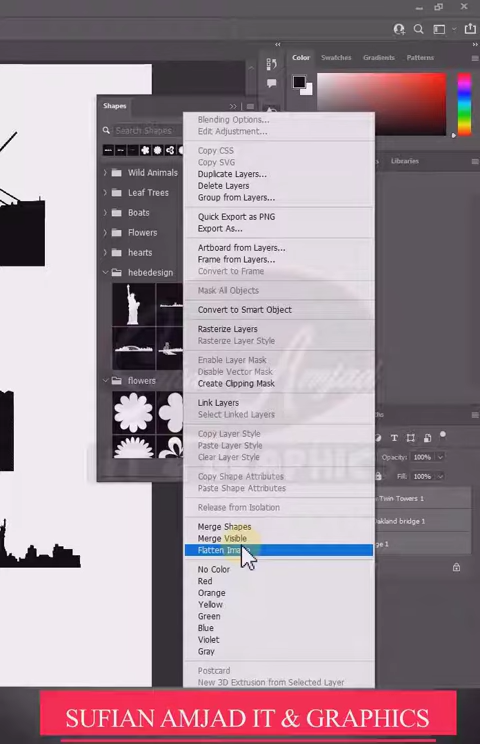 Color
Swatches
Gradients
Patterns
Libraries
Shapes
Search Shapes
Wild Animals
Leaf Trees
Boats
Flowers
hearts
hebedesign
flowers
Blending Options...
Edit Adjustment...
Copy CSS
Copy SVG
Duplicate Layers...
Delete Layers
Group from Layers...
Quick Export as PNG
Export As...
Artboard from Layers...
Frame from Layers...
Convert to Frame
Mask All Objects
Convert to Smart Object
Rasterize Layers
Rasterize Layer Style
Enable Layer Mask
Disable Vector Mask
Create Clipping Mask
Link Layers
Select Linked Layers
Copy Layer Style
Paste Layer Style
Clear Layer Style
Copy Shape Attributes
Paste Shape Attributes
Release from Isolation
Merge Shapes
Merge Visible
Flatten
No Color
Red
Orange
Yellow
Green
Blue
Violet
Gray
Postcard
New 3D Extrusion from Selected Layer
Opacity: 100%
Fill: 100%
Twin Towers 1
bridge 1
SUFIAN AMJAD IT & GRAPHICS